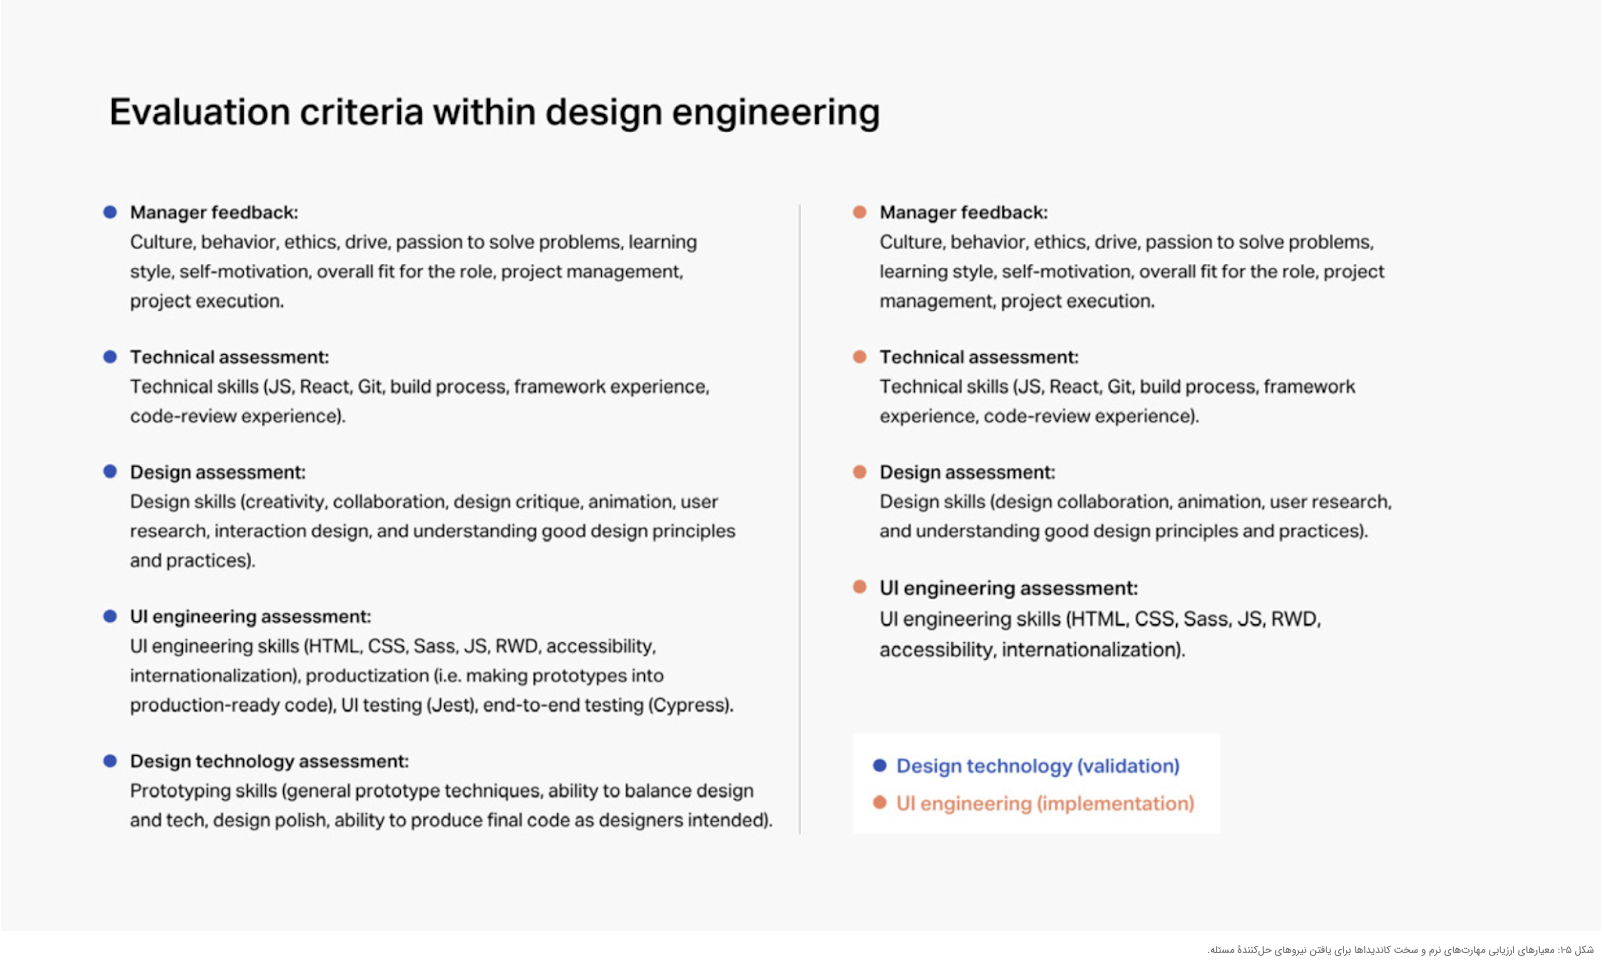 Evaluation criteria within design engineering
Manager feedback:
Culture, behavior, ethics, drive, passion to solve problems, learning
style, self-motivation, overall fit for the role, project management,
project execution.
Technical assessment:
Technical skills (JS, React, Git, build process, framework experience,
code-review experience).
Design assessment:
Design skills (creativity, collaboration, design critique, animation, user
research, interaction design, and understanding good design principles
and practices).
UI engineering assessment:
UI engineering skills (HTML, CSS, Sass, JS, RWD, accessibility,
internationalization), productization (i.e. making prototypes into
production-ready code), UI testing (Jest), end-to-end testing (Cypress).
Design technology assessment:
Prototyping skills (general prototype techniques, ability to balance design
and tech, design polish, ability to produce final code as designers intended).
Manager feedback:
Culture, behavior, ethics, drive, passion to solve problems,
learning style, self-motivation, overall fit for the role, project
management, project execution.
Technical assessment:
Technical skills (JS, React, Git, build process, framework
experience, code-review experience).
Design assessment:
Design skills (design collaboration, animation, user research,
and understanding good design principles and practices).
UI engineering assessment:
UI engineering skills (HTML, CSS, Sass, JS, RWD,
accessibility, internationalization).
Design technology (validation)
UI engineering (implementation)
شکل ۵-۱: معیارهای ارزیابی مهارت‌های نرم و سخت کاندیداها برای یافتن نیروهای حل‌کنندهٔ مسئله.